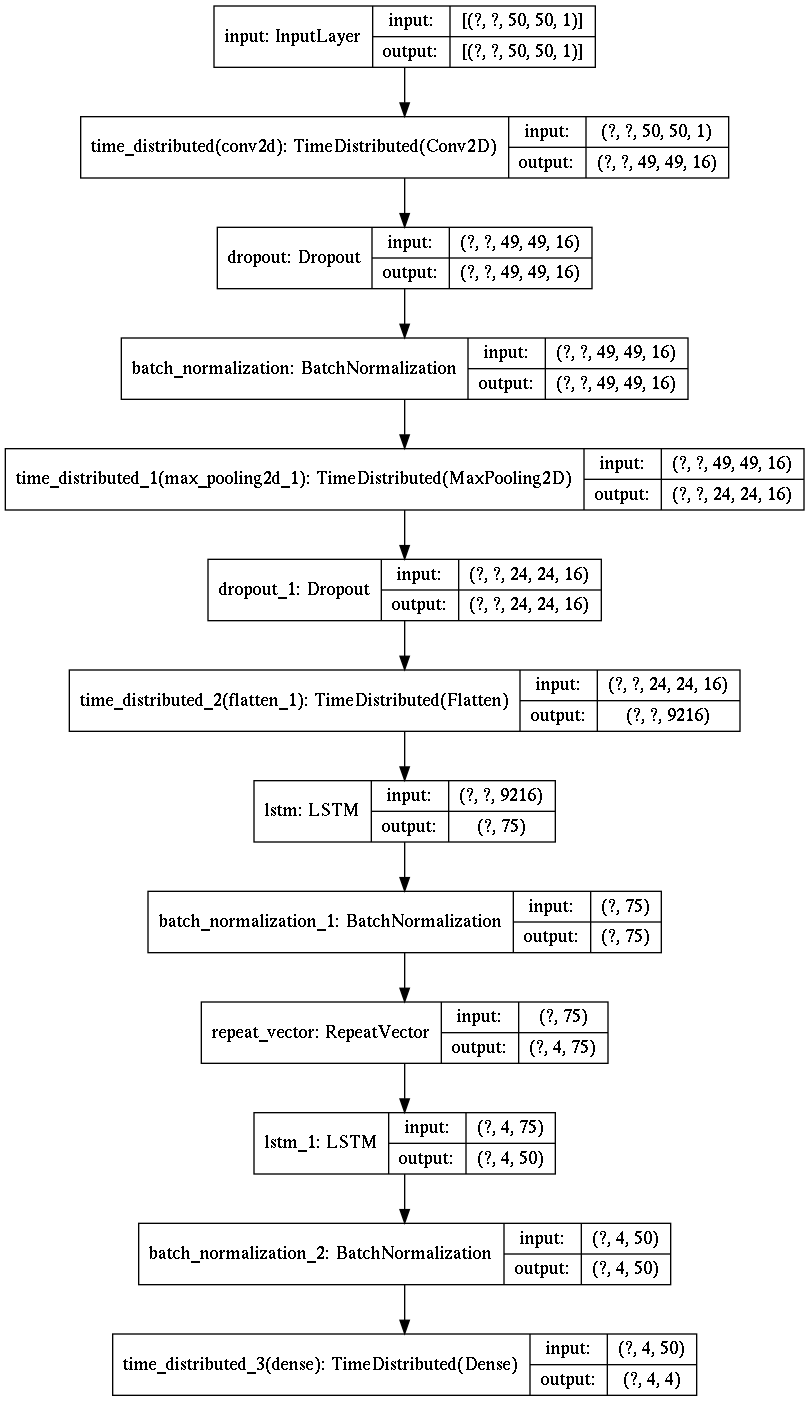 input: InputLayer
input: [(?, ?, 50, 50, 1)]
output: [(?, ?, 50, 50, 1)]
time_distributed(conv2d): TimeDistributed(Conv2D)
input: (?, ?, 50, 50, 1)
output: (?, ?, 49, 49, 16)
dropout: Dropout
input: (?, ?, 49, 49, 16)
output: (?, ?, 49, 49, 16)
batch_normalization: BatchNormalization
input: (?, ?, 49, 49, 16)
output: (?, ?, 49, 49, 16)
time_distributed_1(max_pooling2d_1): TimeDistributed(MaxPooling2D)
input: (?, ?, 49, 49, 16)
output: (?, ?, 24, 24, 16)
dropout_1: Dropout
input: (?, ?, 24, 24, 16)
output: (?, ?, 24, 24, 16)
time_distributed_2(flatten_1): TimeDistributed(Flatten)
input: (?, ?, 24, 24, 16)
output: (?, ?, 9216)
lstm: LSTM
input: (?, ?, 9216)
output: (?, 75)
batch_normalization_1: BatchNormalization
input: (?, 75)
output: (?, 75)
repeat_vector: RepeatVector
input: (?, 75)
output: (?, 4, 75)
lstm_1: LSTM
input: (?, 4, 75)
output: (?, 4, 50)
batch_normalization_2: BatchNormalization
input: (?, 4, 50)
output: (?, 4, 50)
time_distributed_3(dense): TimeDistributed(Dense)
input: (?, 4, 50)
output: (?, 4, 4)